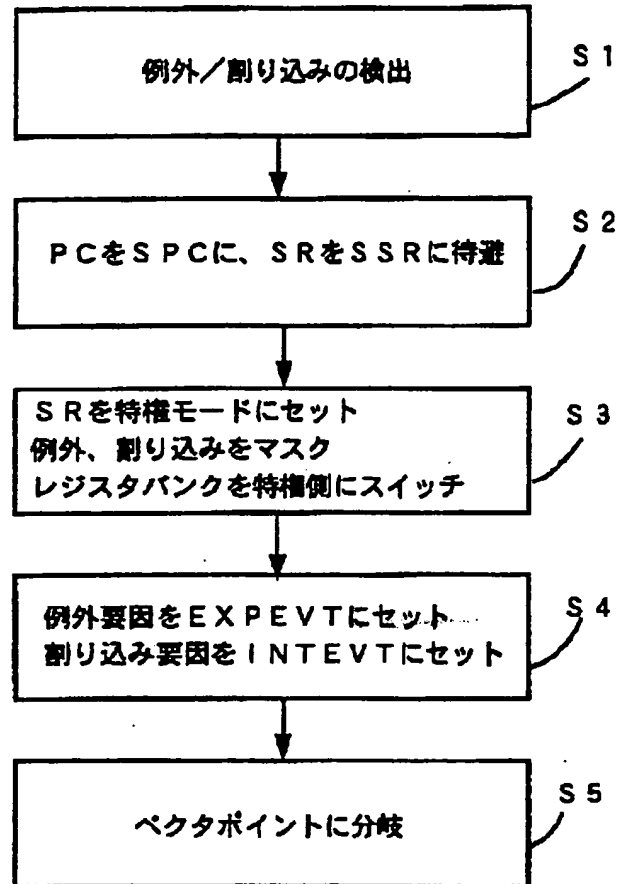 例外／割り込みの検出
S1
PCをSPCに、SRをSSRに待避
S2
SRを特権モードにセット
例外、割り込みをマスク
レジスタバンクを特権側にスイッチ
S3
例外要因をEXPEVTにセット
割り込み要因をINTEVTにセット
S4
ベクタポイントに分岐
S5